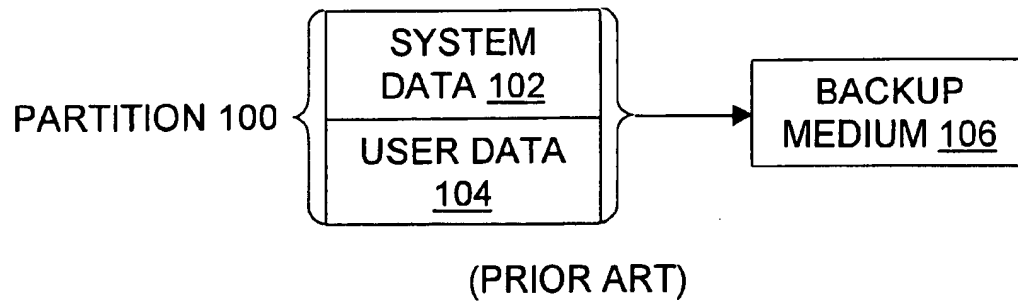 SYSTEM
DATA 102
PARTITION 100
USER DATA
104
BACKUP
MEDIUM 106
(PRIOR ART)